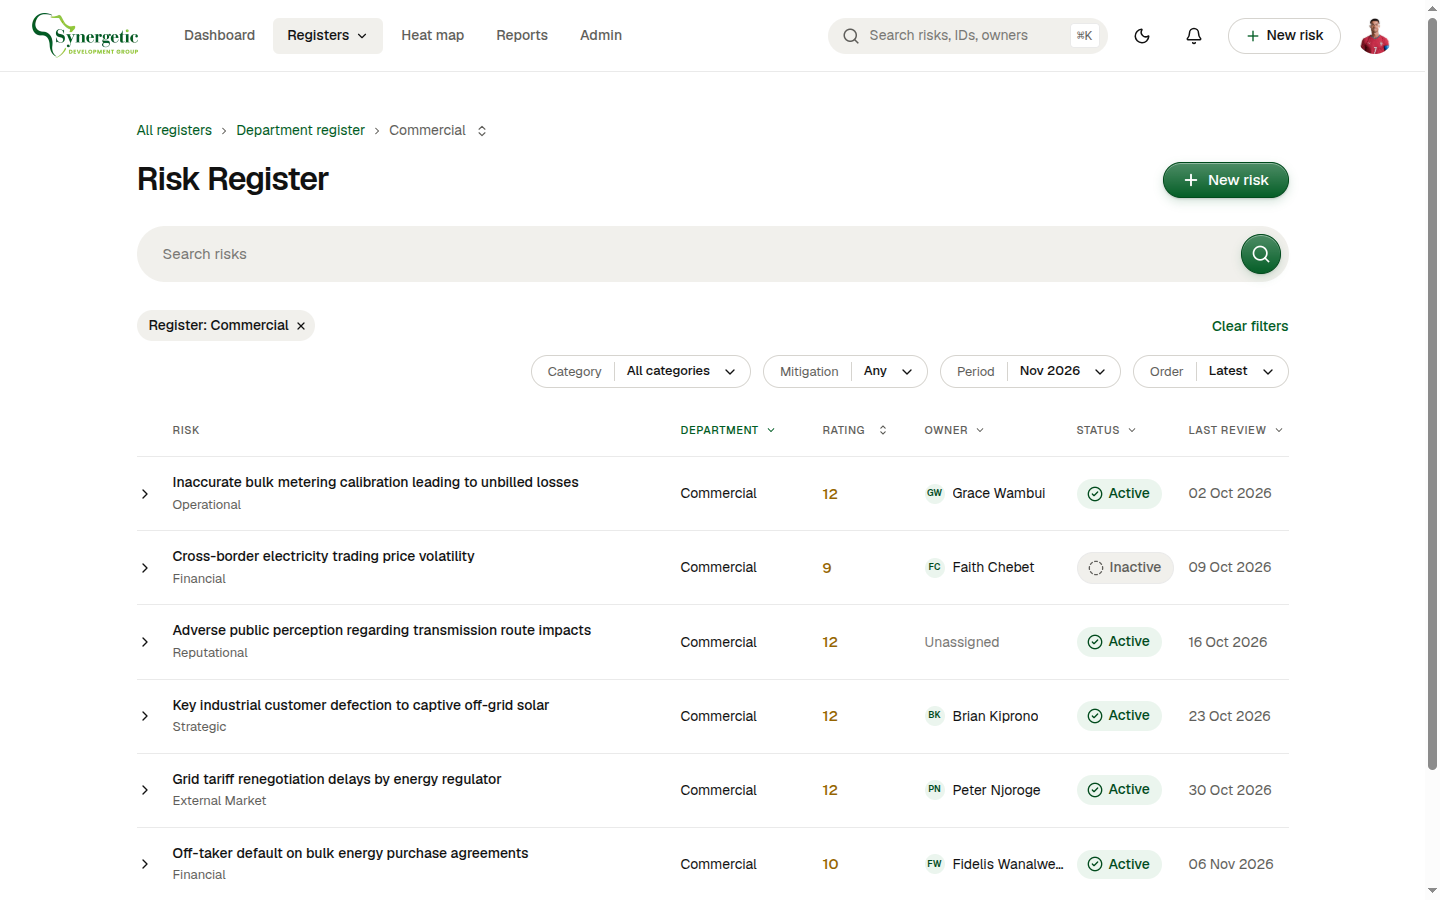 Synergetic
DEVELOPMENT GROUP
Dashboard
Registers
Heat map
Reports
Admin
Search risks, IDs, owners
⌘K
+ New risk
7
All registers > Department register > Commercial
Risk Register
+ New risk
Search risks
Register: Commercial ×
Clear filters
Category All categories
Mitigation Any
Period Nov 2026
Order Latest
RISK DEPARTMENT RATING OWNER STATUS LAST REVIEW
Inaccurate bulk metering calibration leading to unbilled losses
Operational
Commercial 12 GW Grace Wambui Active 02 Oct 2026
Cross-border electricity trading price volatility
Financial
Commercial 9 FC Faith Chebet Inactive 09 Oct 2026
Adverse public perception regarding transmission route impacts
Reputational
Commercial 12 Unassigned Active 16 Oct 2026
Key industrial customer defection to captive off-grid solar
Strategic
Commercial 12 BK Brian Kiprono Active 23 Oct 2026
Grid tariff renegotiation delays by energy regulator
External Market
Commercial 12 PN Peter Njoroge Active 30 Oct 2026
Off-taker default on bulk energy purchase agreements
Financial
Commercial 10 FW Fidelis Wanalwe... Active 06 Nov 2026